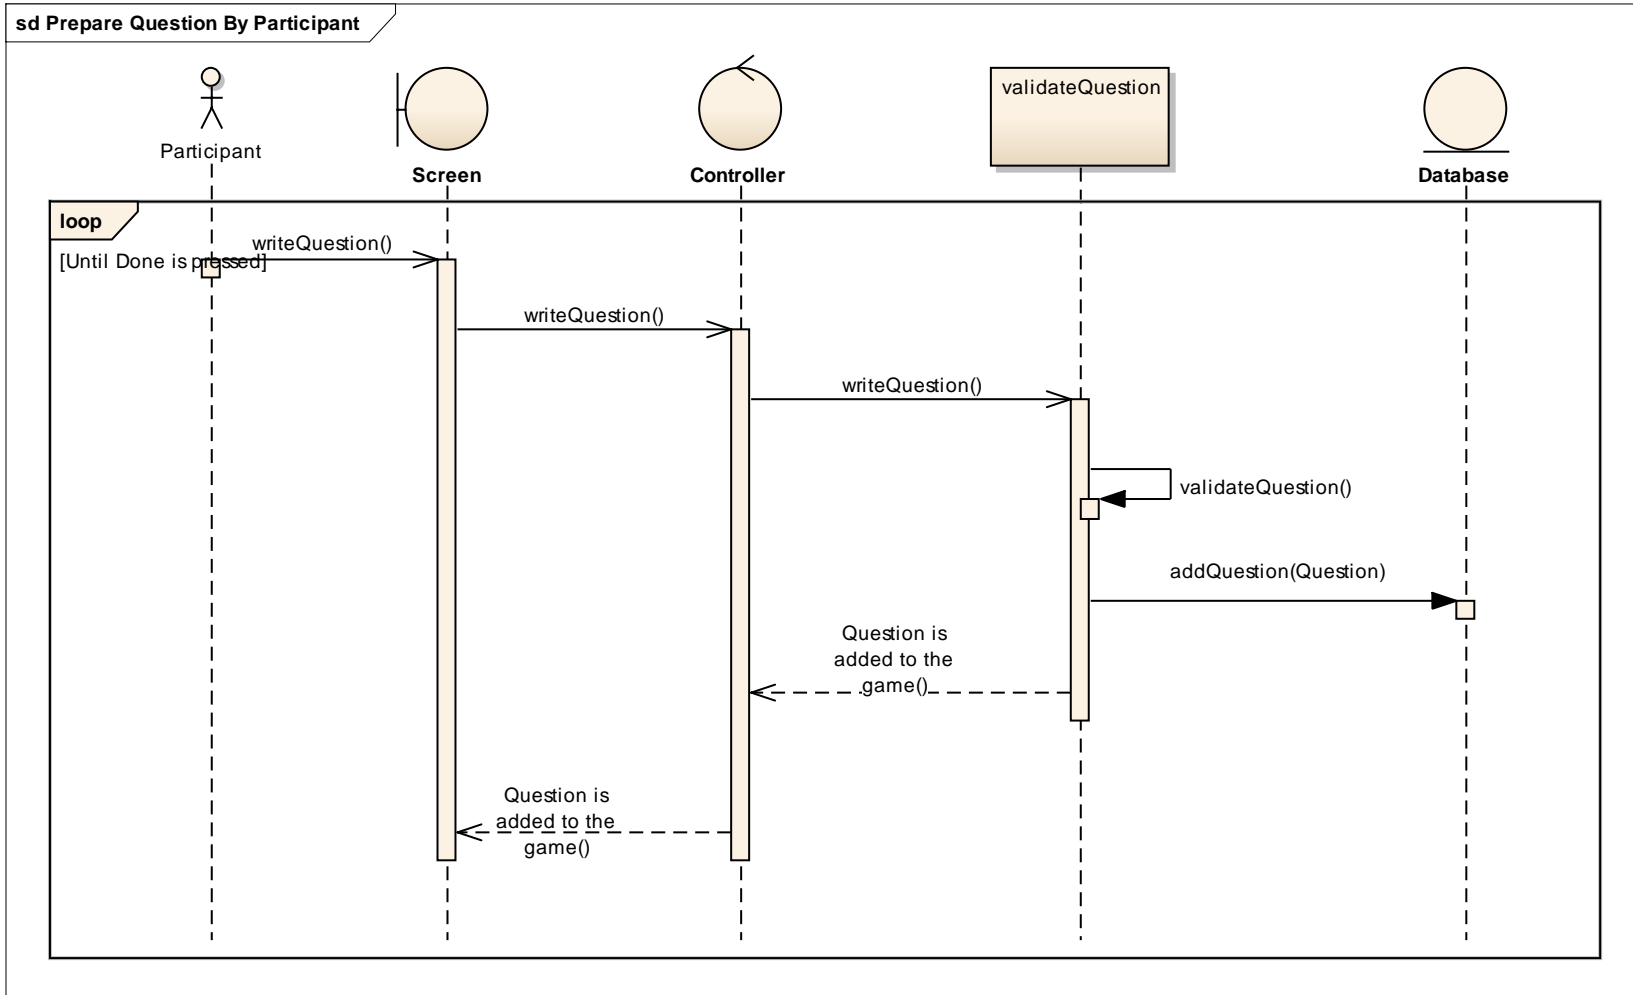 sd Prepare Question By Participant
Participant
Screen
Controller
validateQuestion
Database
loop
[Until Done is pressed]
writeQuestion()
writeQuestion()
writeQuestion()
validateQuestion()
addQuestion(Question)
Question is
added to the
game()
Question is
added to the
game()